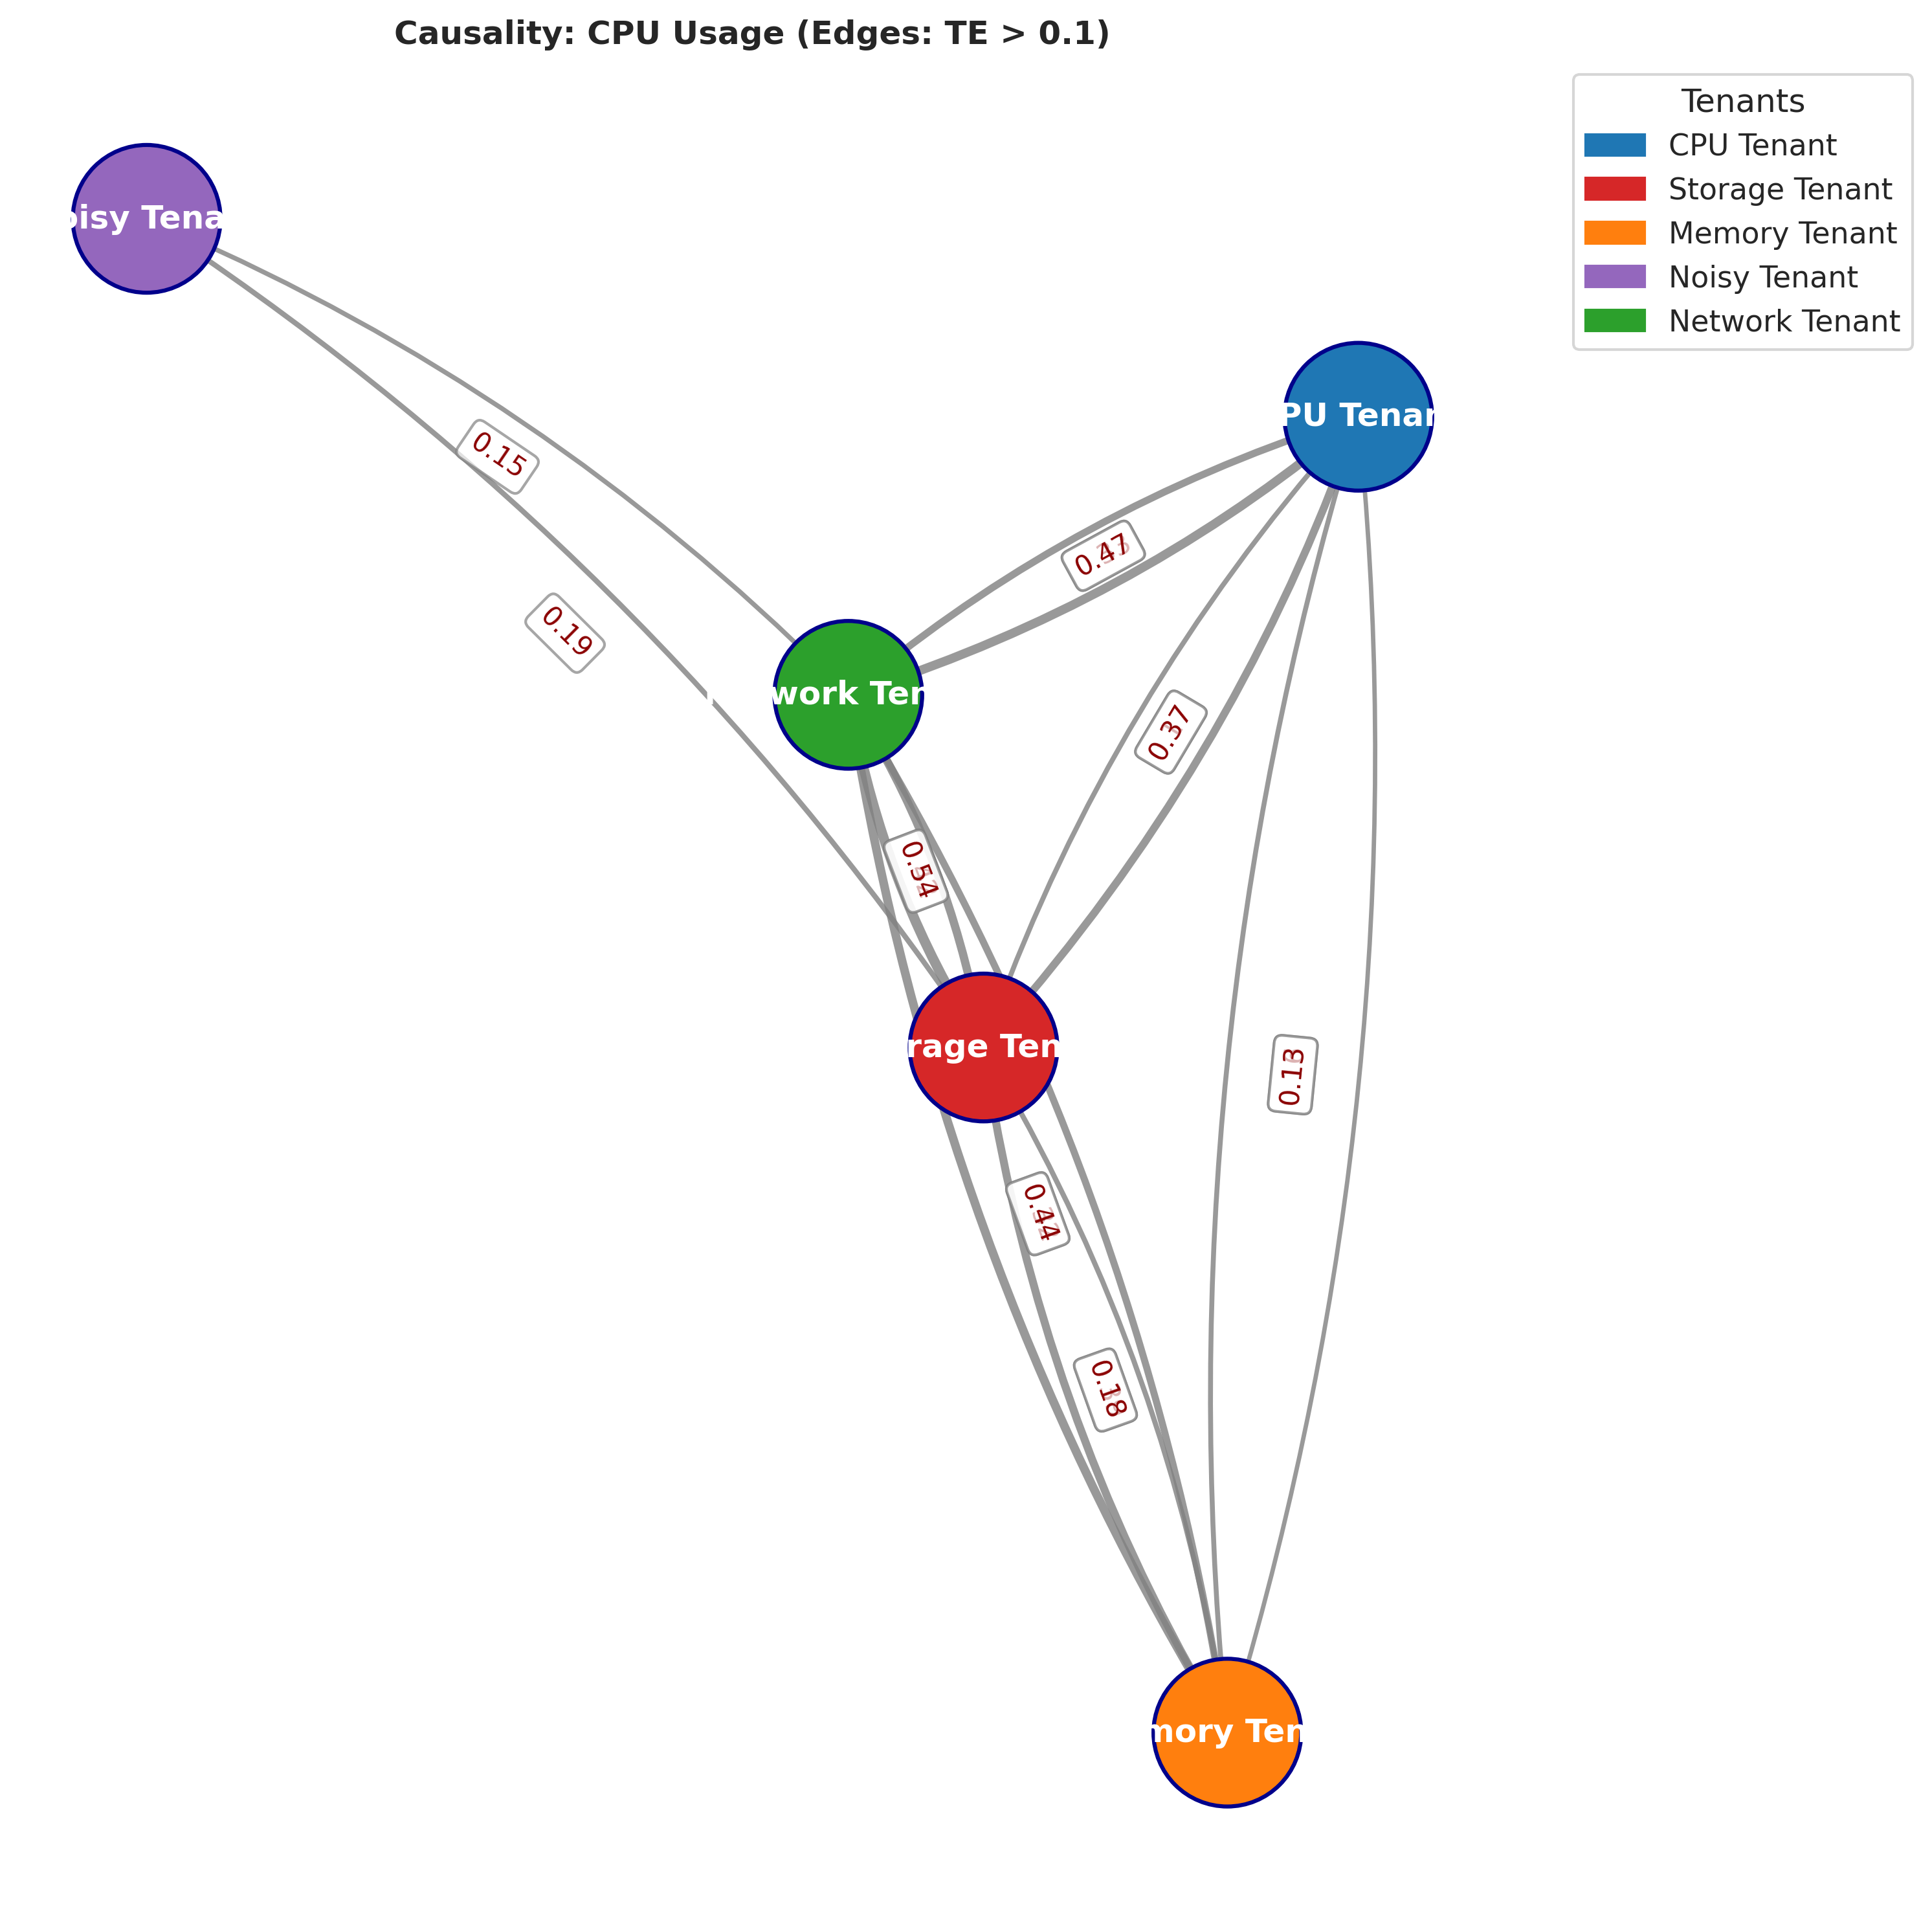 Causality: CPU Usage (Edges: TE > 0.1)
Tenants
CPU Tenant
Storage Tenant
Memory Tenant
Noisy Tenant
Network Tenant
oisy Tena
PU Tenan
0.15
0.47
0.19
work Ten
0.37
0.54
rage Ten
0.13
0.44
0.18
mory Ten